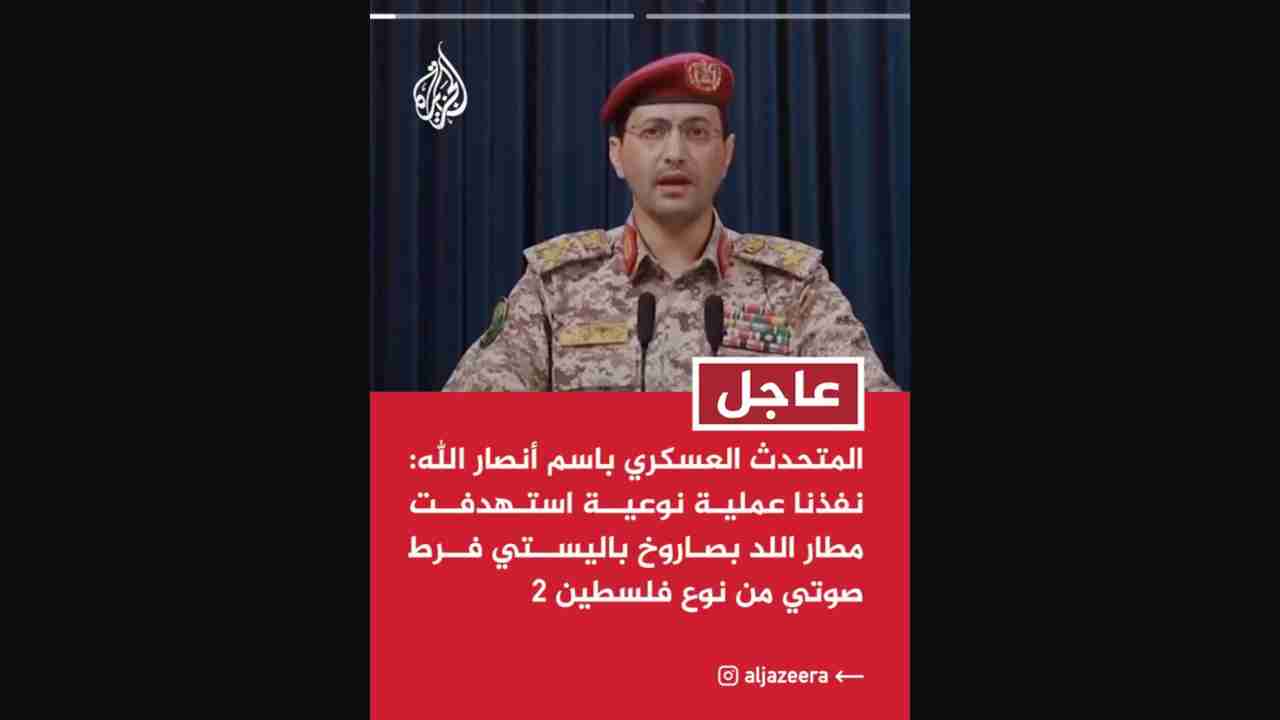 الجزيرة
عاجل
المتحدث العسكري باسم أنصار الله:
نفذنا عملية نوعية استهدفت
مطار اللد بصاروخ باليستي فرط
صوتي من نوع فلسطين 2
aljazeera